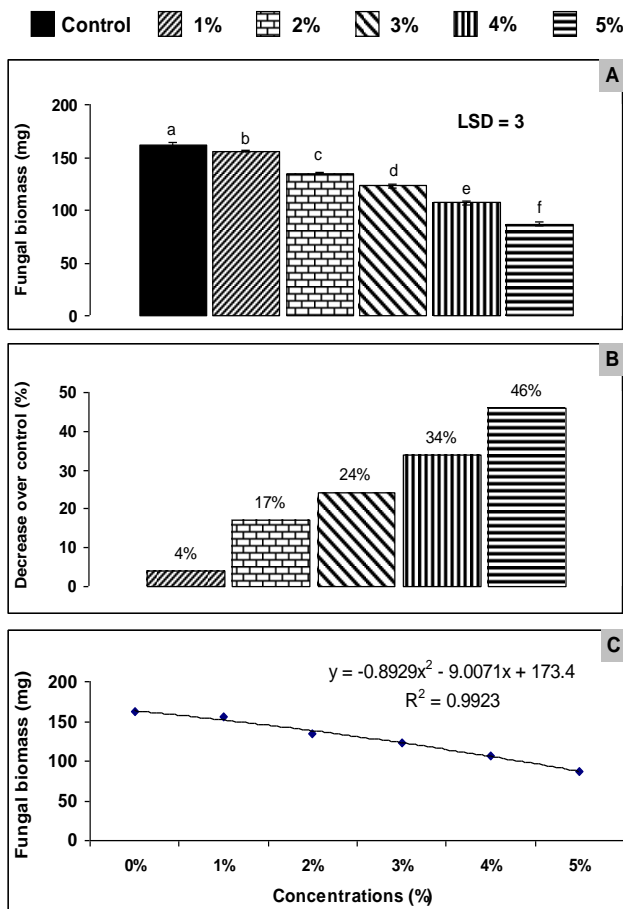 Control 1% 2% 3% 4% 5%
A
200
150
100
50
0
Fungal biomass (mg)
LSD = 3
a
b
c
d
e
f
B
50
40
30
20
10
0
Decrease over control (%)
4%
17%
24%
34%
46%
C
y = -0.8929x² - 9.0071x + 173.4
R² = 0.9923
200
150
100
50
0
Fungal biomass (mg)
0% 1% 2% 3% 4% 5%
Concentrations (%)